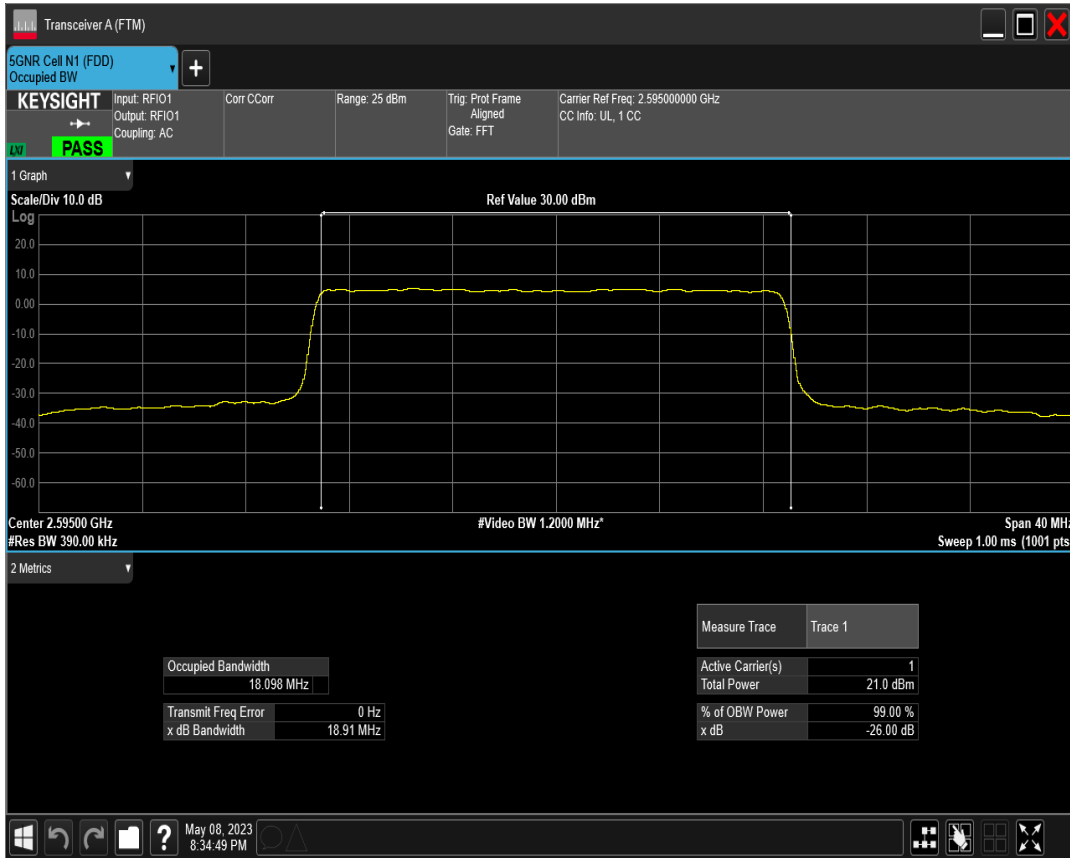 Transceiver A (FTM)
5GNR Cell N1 (FDD)
Occupied BW
KEYSIGHT
LXI
PASS
Input: RFIO1
Output: RFIO1
Coupling: AC
Corr CCorr
Range: 25 dBm
Trig: Prot Frame
Aligned
Gate: FFT
Carrier Ref Freq: 2.595000000 GHz
CC Info: UL, 1 CC
1 Graph
Scale/Div 10.0 dB
Ref Value 30.00 dBm
Log
20.0
10.0
0.00
-10.0
-20.0
-30.0
-40.0
-50.0
-60.0
Center 2.59500 GHz
#Video BW 1.2000 MHz*
Span 40 MHz
#Res BW 390.00 kHz
Sweep 1.00 ms (1001 pts
2 Metrics
Measure Trace Trace 1
Occupied Bandwidth
18.098 MHz
Active Carrier(s) 1
Total Power 21.0 dBm
Transmit Freq Error 0 Hz
x dB Bandwidth 18.91 MHz
% of OBW Power 99.00 %
x dB -26.00 dB
?
May 08, 2023
8:34:49 PM